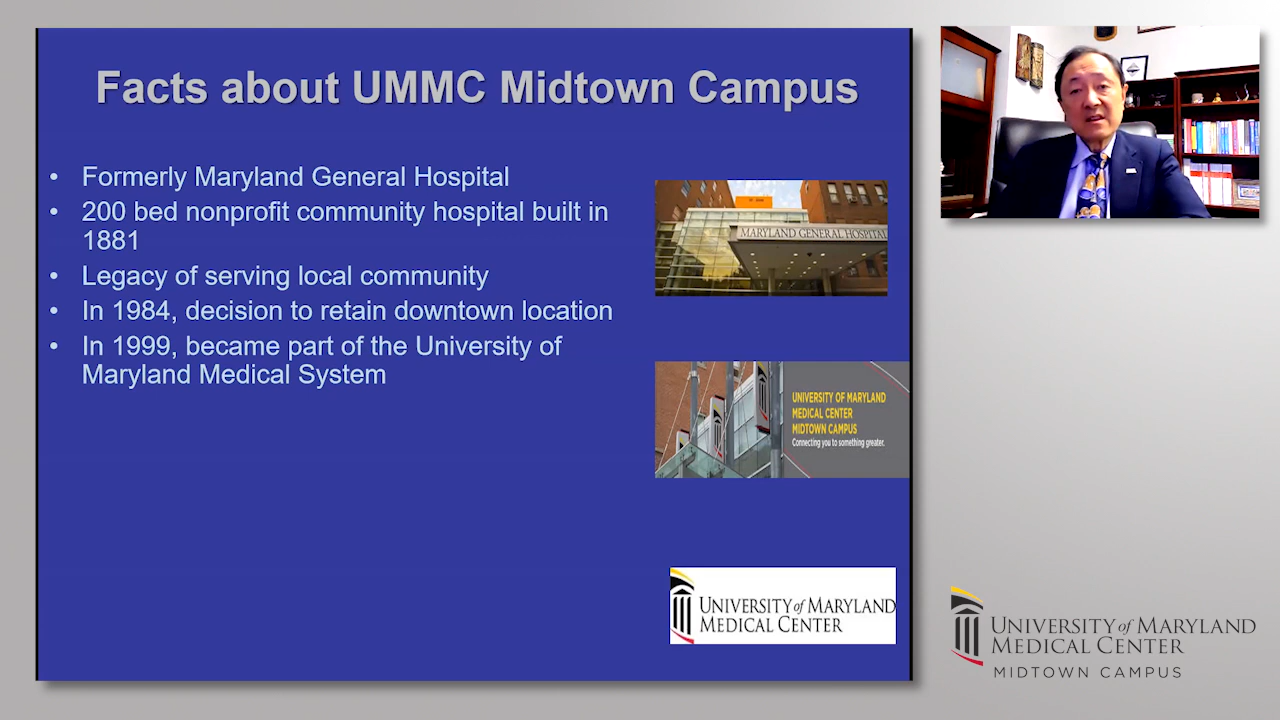 Facts about UMMC Midtown Campus
• Formerly Maryland General Hospital
• 200 bed nonprofit community hospital built in
1881
• Legacy of serving local community
• In 1984, decision to retain downtown location
• In 1999, became part of the University of
Maryland Medical System
MARYLAND GENERAL HOSPITAL
UNIVERSITY OF MARYLAND
MEDICAL CENTER
MIDTOWN CAMPUS
Connecting you to something greater.
UNIVERSITY of MARYLAND
MEDICAL CENTER
UNIVERSITY of MARYLAND
MEDICAL CENTER
MIDTOWN CAMPUS